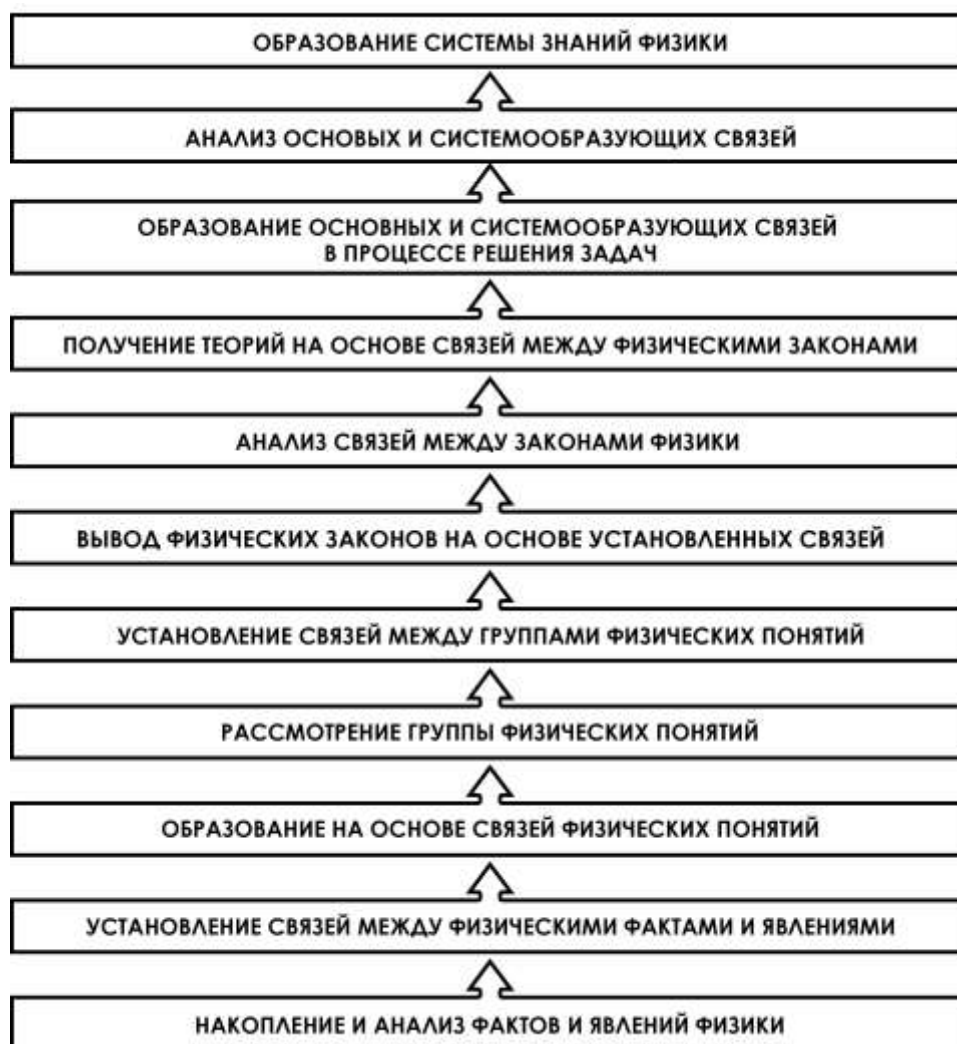 ОБРАЗОВАНИЕ СИСТЕМЫ ЗНАНИЙ ФИЗИКИ
АНАЛИЗ ОСНОВЫХ И СИСТЕМООБРАЗУЮЩИХ СВЯЗЕЙ
ОБРАЗОВАНИЕ ОСНОВНЫХ И СИСТЕМООБРАЗУЮЩИХ СВЯЗЕЙ
В ПРОЦЕССЕ РЕШЕНИЯ ЗАДАЧ
ПОЛУЧЕНИЕ ТЕОРИЙ НА ОСНОВЕ СВЯЗЕЙ МЕЖДУ ФИЗИЧЕСКИМИ ЗАКОНАМИ
АНАЛИЗ СВЯЗЕЙ МЕЖДУ ЗАКОНАМИ ФИЗИКИ
ВЫВОД ФИЗИЧЕСКИХ ЗАКОНОВ НА ОСНОВЕ УСТАНОВЛЕННЫХ СВЯЗЕЙ
УСТАНОВЛЕНИЕ СВЯЗЕЙ МЕЖДУ ГРУППАМИ ФИЗИЧЕСКИХ ПОНЯТИЙ
РАССМОТРЕНИЕ ГРУППЫ ФИЗИЧЕСКИХ ПОНЯТИЙ
ОБРАЗОВАНИЕ НА ОСНОВЕ СВЯЗЕЙ ФИЗИЧЕСКИХ ПОНЯТИЙ
УСТАНОВЛЕНИЕ СВЯЗЕЙ МЕЖДУ ФИЗИЧЕСКИМИ ФАКТАМИ И ЯВЛЕНИЯМИ
НАКОПЛЕНИЕ И АНАЛИЗ ФАКТОВ И ЯВЛЕНИЙ ФИЗИКИ